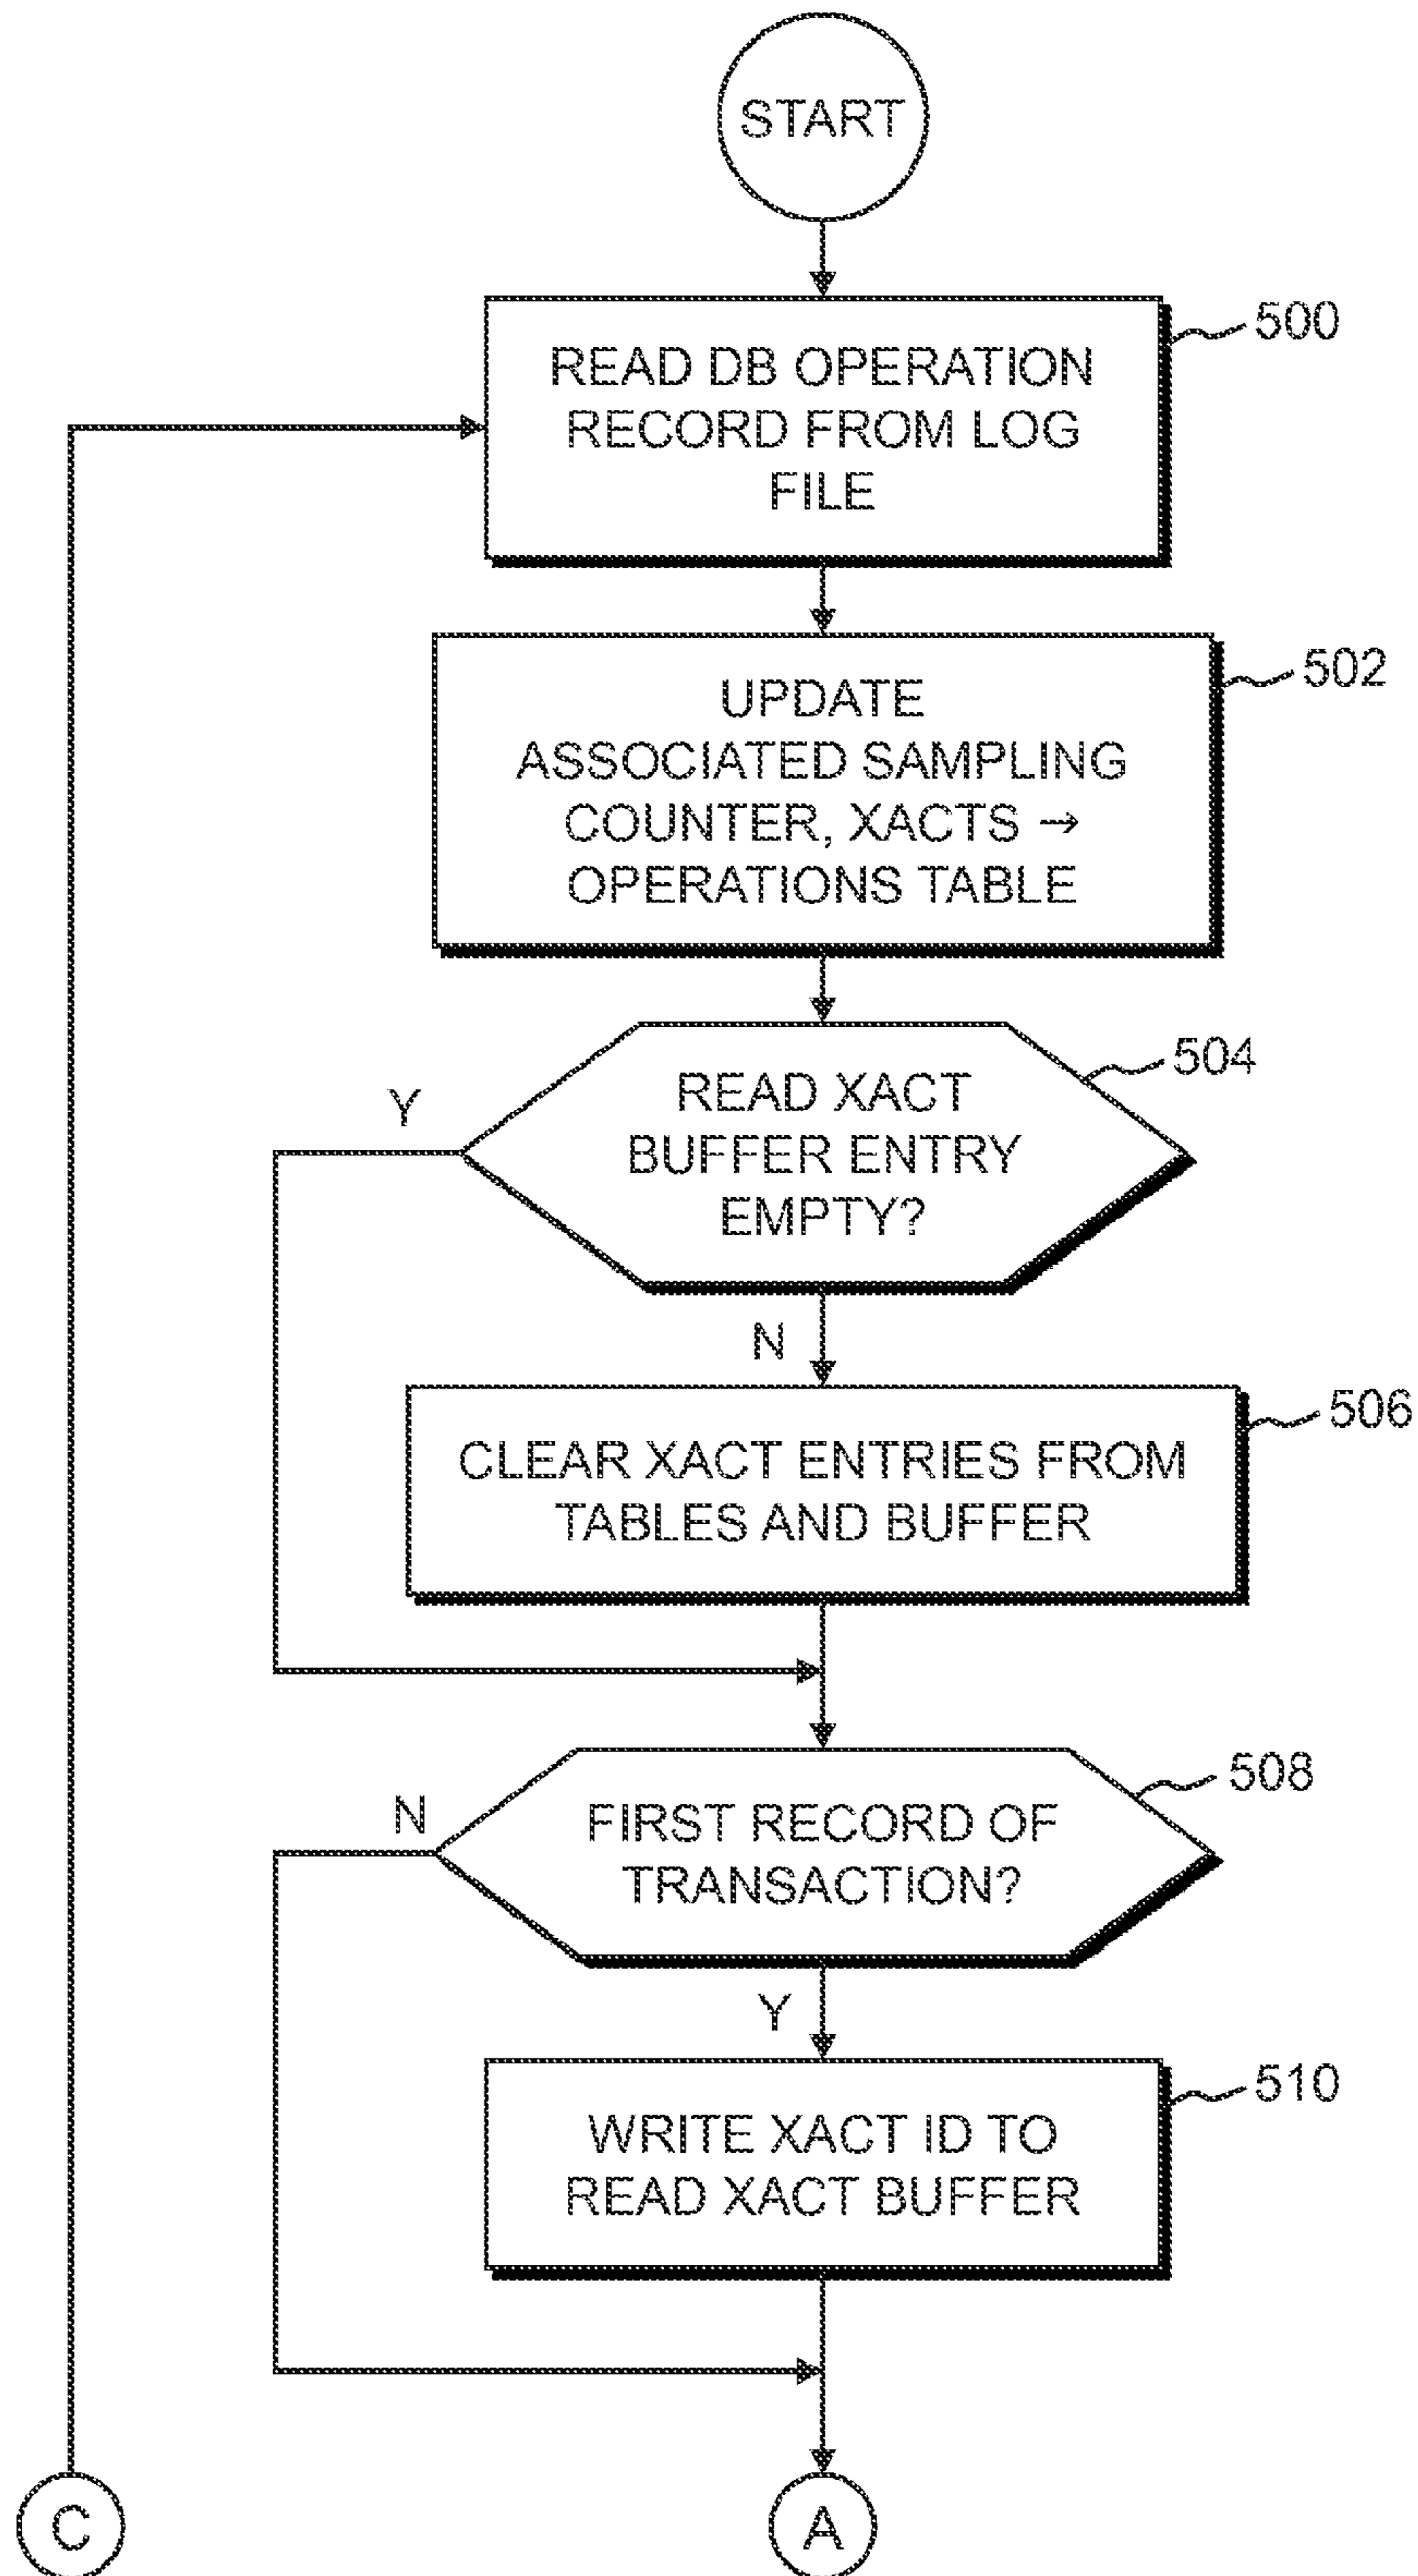 START
500
READ DB OPERATION
RECORD FROM LOG
FILE
502
UPDATE
ASSOCIATED SAMPLING
COUNTER, XACTS →
OPERATIONS TABLE
504
Y
READ XACT
BUFFER ENTRY
EMPTY?
N
506
CLEAR XACT ENTRIES FROM
TABLES AND BUFFER
508
N
FIRST RECORD OF
TRANSACTION?
Y
510
WRITE XACT ID TO
READ XACT BUFFER
C
A